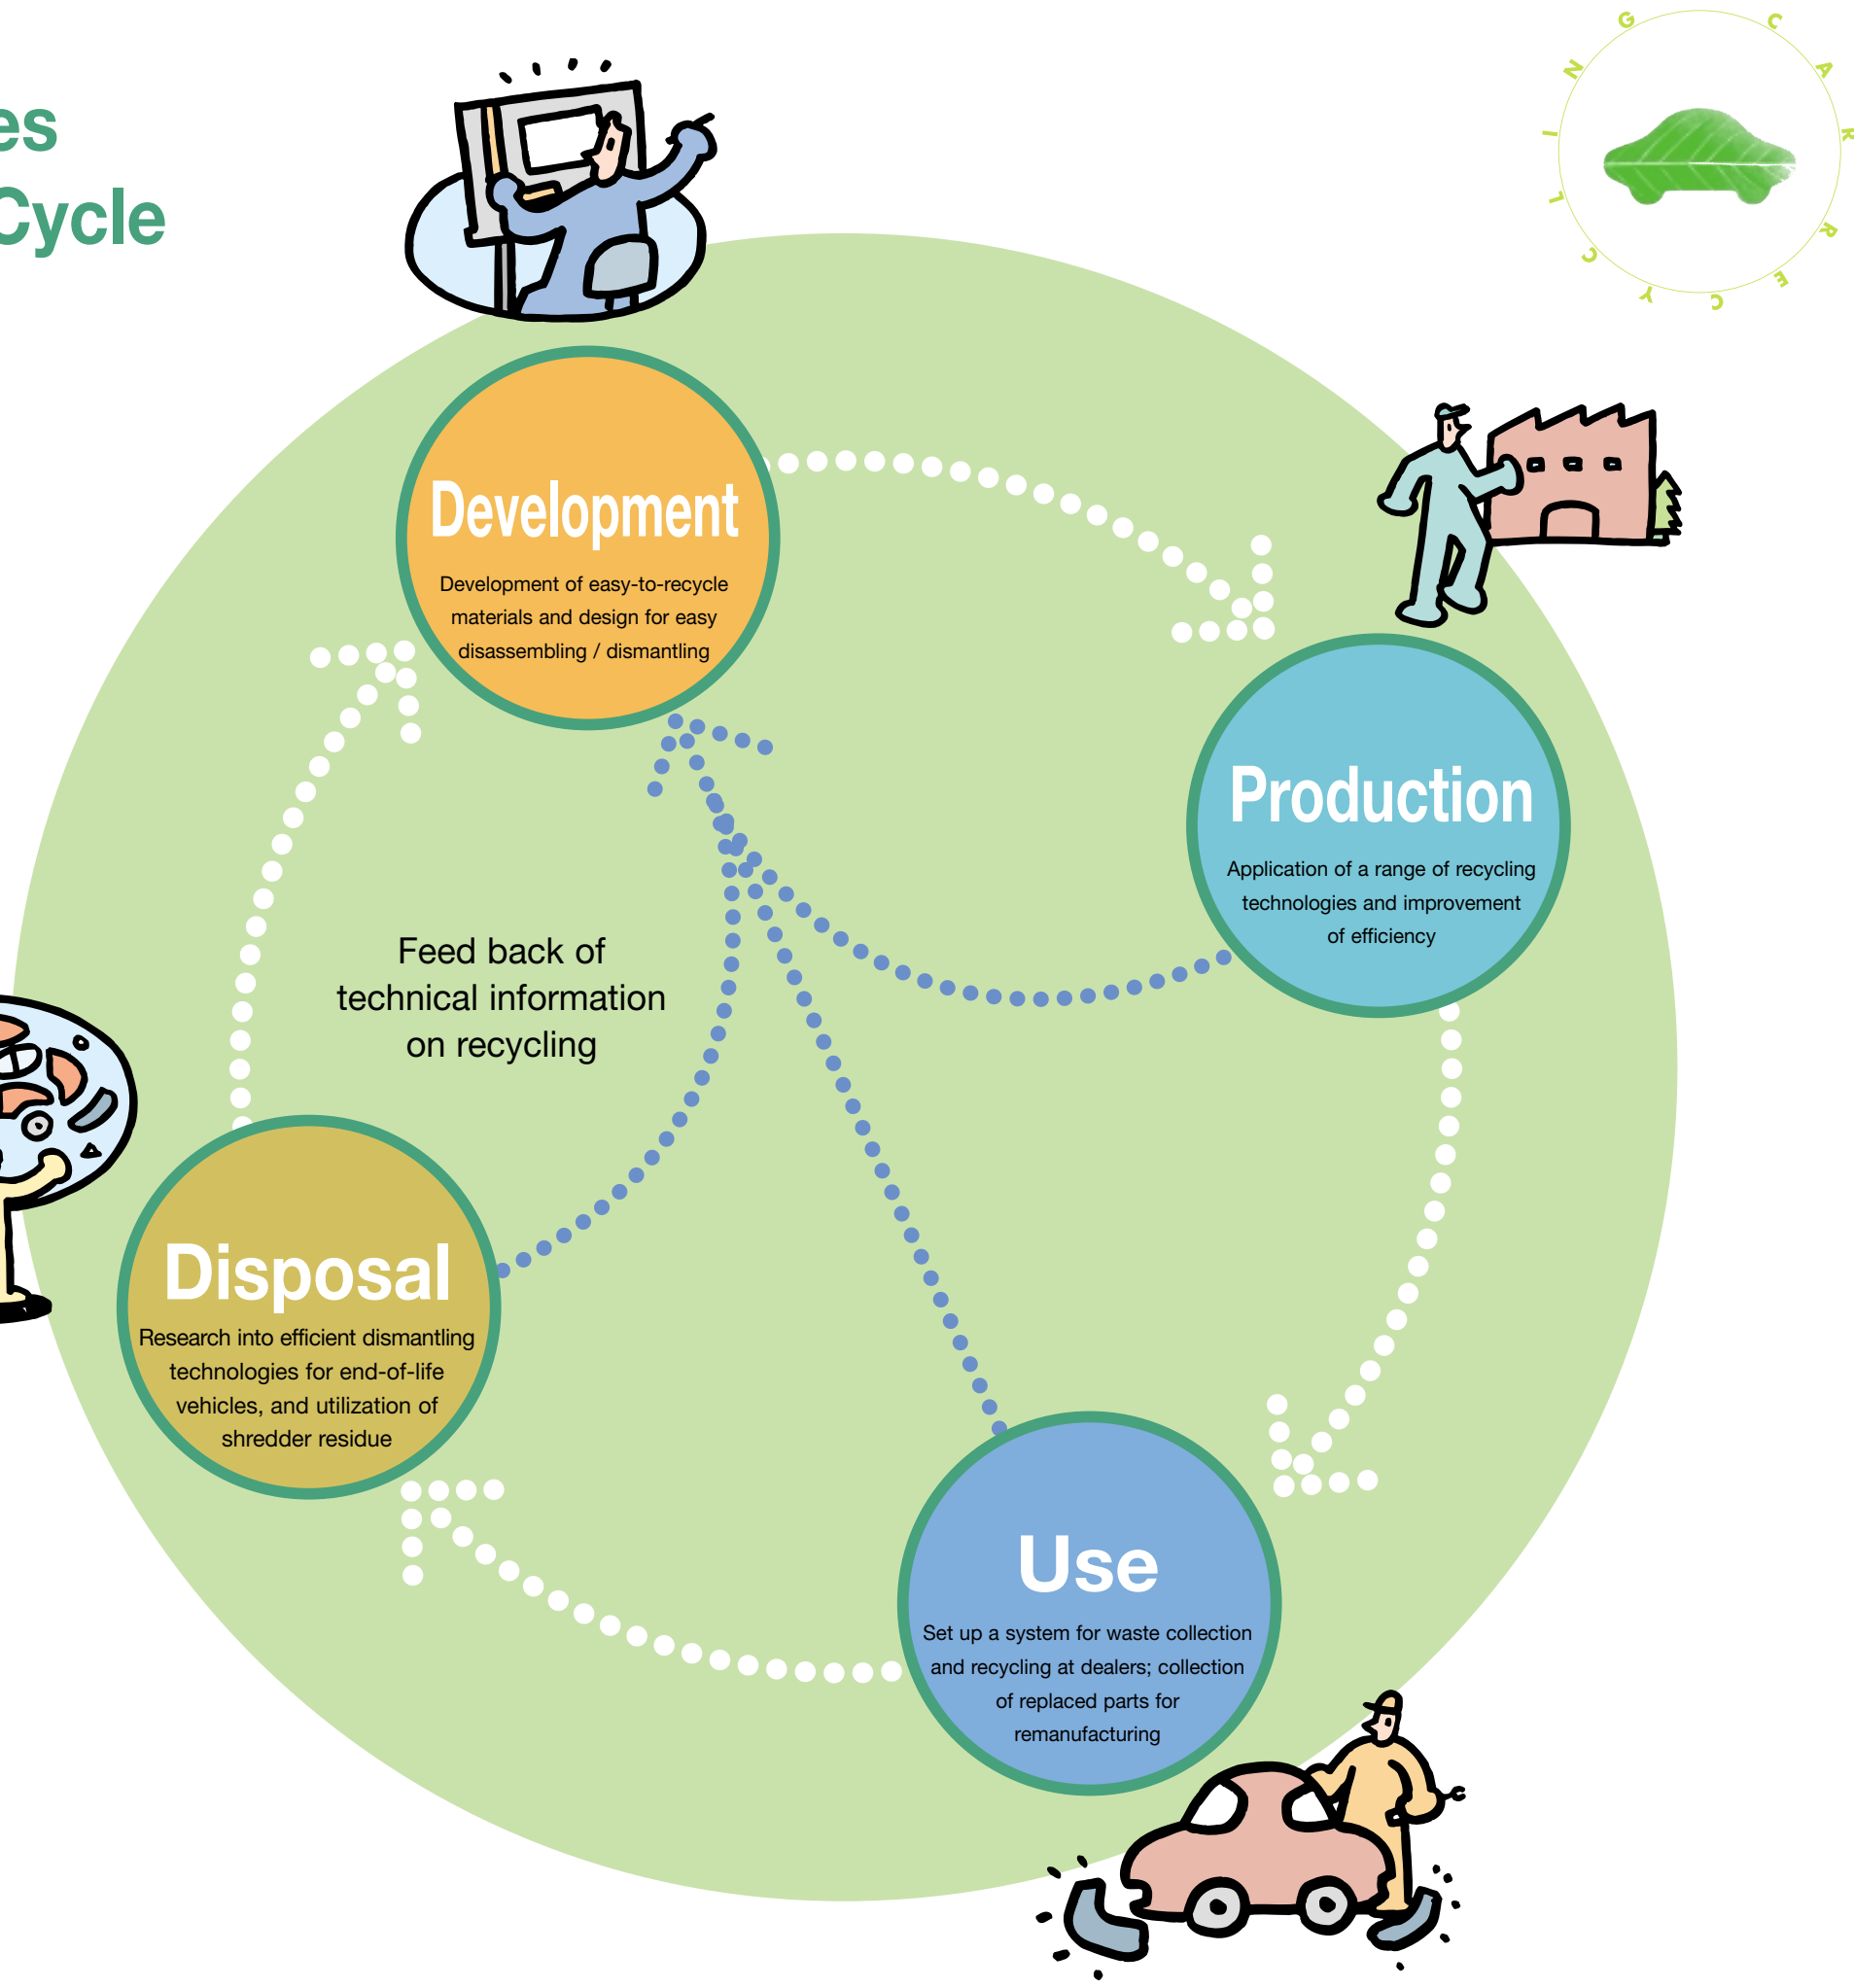 es
Cycle
CAR RECYCLING
Development
Development of easy-to-recycle
materials and design for easy
disassembling / dismantling
Production
Application of a range of recycling
technologies and improvement
of efficiency
Feed back of
technical information
on recycling
Disposal
Research into efficient dismantling
technologies for end-of-life
vehicles, and utilization of
shredder residue
Use
Set up a system for waste collection
and recycling at dealers; collection
of replaced parts for
remanufacturing